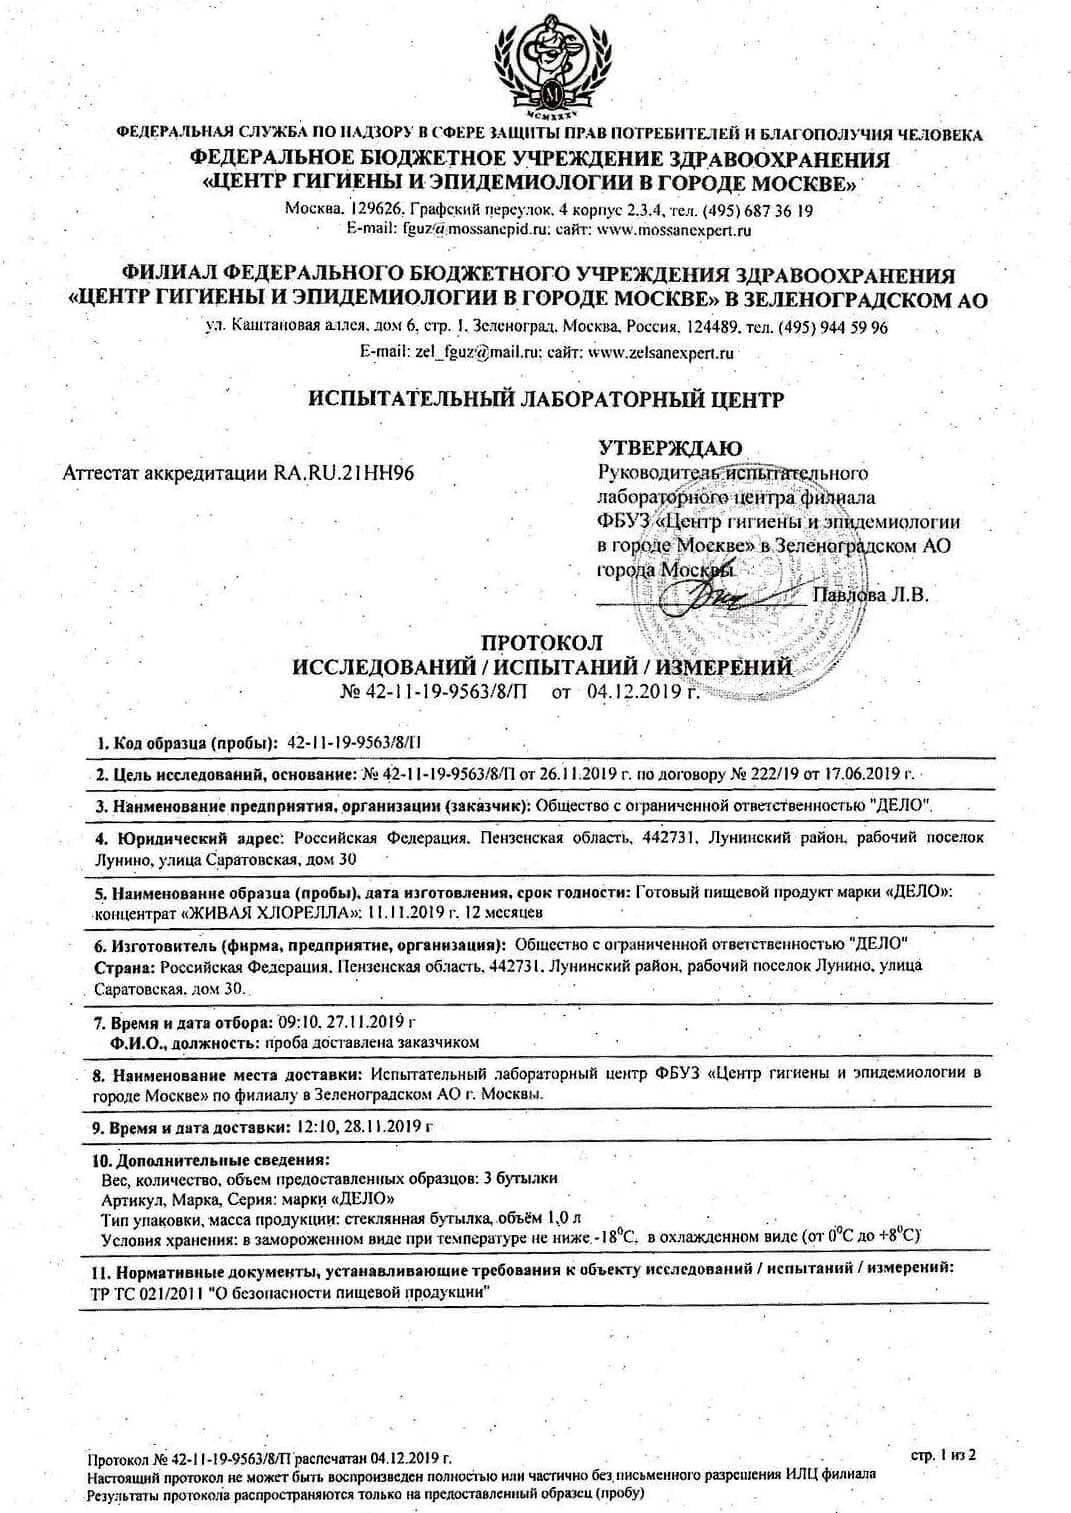 М
MCMXXXV
ФЕДЕРАЛЬНАЯ СЛУЖБА ПО НАДЗОРУ В СФЕРЕ ЗАЩИТЫ ПРАВ ПОТРЕБИТЕЛЕЙ И БЛАГОПОЛУЧИЯ ЧЕЛОВЕКА
ФЕДЕРАЛЬНОЕ БЮДЖЕТНОЕ УЧРЕЖДЕНИЕ ЗДРАВООХРАНЕНИЯ
«ЦЕНТР ГИГИЕНЫ И ЭПИДЕМИОЛОГИИ В ГОРОДЕ МОСКВЕ»
Москва, 129626, Графский переулок, 4 корпус 2,3,4, тел. (495) 687 36 19
E-mail: fguz@mossanepid.ru; сайт: www.mossanexpert.ru
ФИЛИАЛ ФЕДЕРАЛЬНОГО БЮДЖЕТНОГО УЧРЕЖДЕНИЯ ЗДРАВООХРАНЕНИЯ
«ЦЕНТР ГИГИЕНЫ И ЭПИДЕМИОЛОГИИ В ГОРОДЕ МОСКВЕ» В ЗЕЛЕНОГРАДСКОМ АО
ул. Каштановая аллея, дом 6, стр. 1, Зеленоград, Москва, Россия, 124489, тел. (495) 944 59 96
E-mail: zel_fguz@mail.ru; сайт: www.zelsanexpert.ru
ИСПЫТАТЕЛЬНЫЙ ЛАБОРАТОРНЫЙ ЦЕНТР
Аттестат аккредитации RA.RU.21HH96
УТВЕРЖДАЮ
Руководитель испытательного
лабораторного центра филиала
ФБУЗ «Центр гигиены и эпидемиологии
в городе Москве» в Зеленоградском АО
города Москвы
Павлова Л.В.
ПРОТОКОЛ
ИССЛЕДОВАНИЙ / ИСПЫТАНИЙ / ИЗМЕРЕНИЙ
№ 42-11-19-9563/8/П от 04.12.2019 г.
1. Код образца (пробы): 42-11-19-9563/8/П
2. Цель исследований, основание: № 42-11-19-9563/8/П от 26.11.2019 г. по договору № 222/19 от 17.06.2019 г.
3. Наименование предприятия, организации (заказчик): Общество с ограниченной ответственностью "ДЕЛО".
4. Юридический адрес: Российская Федерация, Пензенская область, 442731, Лунинский район, рабочий поселок
Лунино, улица Саратовская, дом 30
5. Наименование образца (пробы), дата изготовления, срок годности: Готовый пищевой продукт марки «ДЕЛО»:
концентрат «ЖИВАЯ ХЛОРЕЛЛА»; 11.11.2019 г. 12 месяцев
6. Изготовитель (фирма, предприятие, организация): Общество с ограниченной ответственностью "ДЕЛО"
Страна: Российская Федерация, Пензенская область, 442731, Лунинский район, рабочий поселок Лунино, улица
Саратовская, дом 30.
7. Время и дата отбора: 09:10, 27.11.2019 г
Ф.И.О., должность: проба доставлена заказчиком
8. Наименование места доставки: Испытательный лабораторный центр ФБУЗ «Центр гигиены и эпидемиологии в
городе Москве» по филиалу в Зеленоградском АО г. Москвы.
9. Время и дата доставки: 12:10, 28.11.2019 г
10. Дополнительные сведения:
Вес, количество, объем предоставленных образцов: 3 бутылки
Артикул, Марка, Серия: марки «ДЕЛО»
Тип упаковки, масса продукции: стеклянная бутылка, объём 1,0 л
Условия хранения: в замороженном виде при температуре не ниже -18⁰С, в охлажденном виде (от 0⁰С до +8⁰С)
11. Нормативные документы, устанавливающие требования к объекту исследований / испытаний / измерений:
ТР ТС 021/2011 "О безопасности пищевой продукции"
Протокол № 42-11-19-9563/8/П распечатан 04.12.2019 г.
стр. 1 из 2
Настоящий протокол не может быть воспроизведен полностью или частично без письменного разрешения ИЛЦ филиала
Результаты протокола распространяются только на предоставленный образец (пробу)